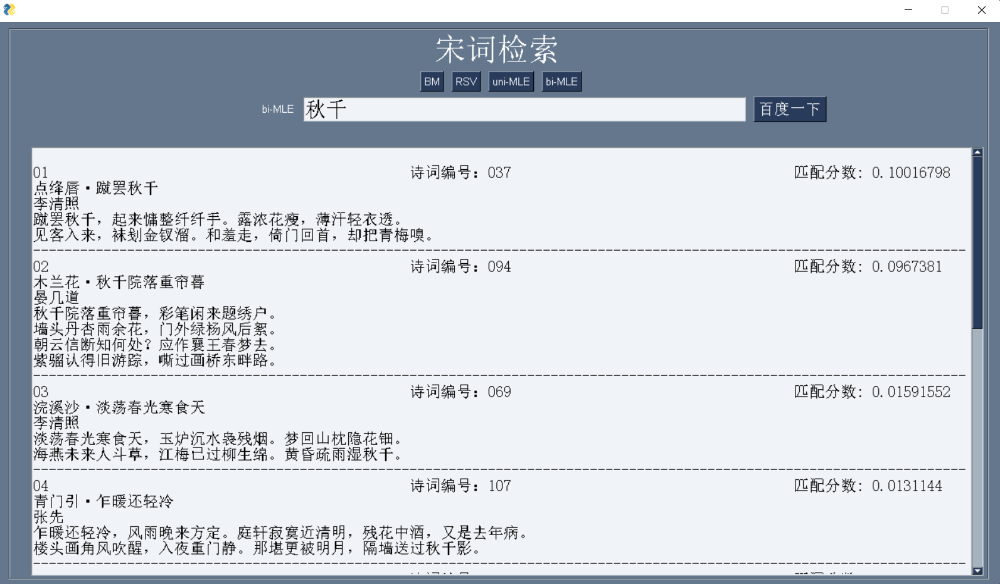 宋词检索
BM RSV uni-MLE bi-MLE
bi-MLE 秋千 百度一下
01 诗词编号：037 匹配分数：0.10016798
点绛唇·蹴罢秋千
李清照
蹴罢秋千，起来慵整纤纤手。露浓花瘦，薄汗轻衣透。
见客入来，袜刬金钗溜。和羞走，倚门回首，却把青梅嗅。
02 诗词编号：094 匹配分数：0.0967381
木兰花·秋千院落重帘暮
晏几道
秋千院落重帘暮，彩笔闲来题绣户。
墙头丹杏雨余花，门外绿杨风后絮。
朝云信断知何处？应作襄王春梦去。
紫骝认得旧游踪，嘶过画桥东畔路。
03 诗词编号：069 匹配分数：0.01591552
浣溪沙·淡荡春光寒食天
李清照
淡荡春光寒食天，玉炉沉水袅残烟。梦回山枕隐花钿。
海燕未来人斗草，江梅已过柳生绵。黄昏疏雨湿秋千。
04 诗词编号：107 匹配分数：0.0131144
青门引·乍暖还轻冷
张先
乍暖还轻冷，风雨晚来方定。庭轩寂寞近清明，残花中酒，又是去年病。
楼头画角风吹醒，入夜重门静。那堪更被明月，隔墙送过秋千影。